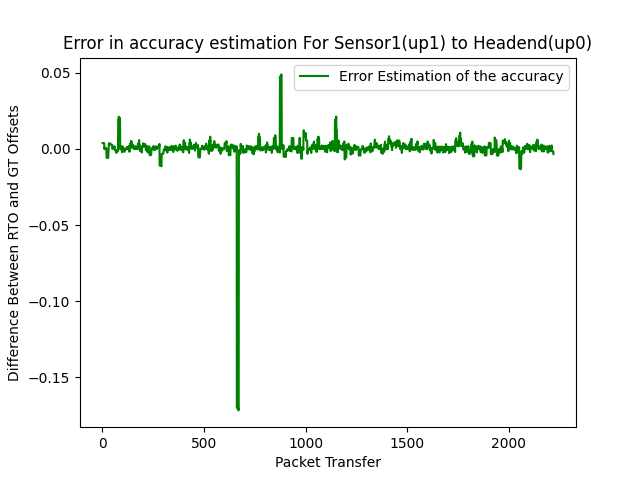 Error in accuracy estimation For Sensor1(up1) to Headend(up0)
Error Estimation of the accuracy
Difference Between RTO and GT Offsets
0.05
0.00
−0.05
−0.10
−0.15
0
500
1000
1500
2000
Packet Transfer